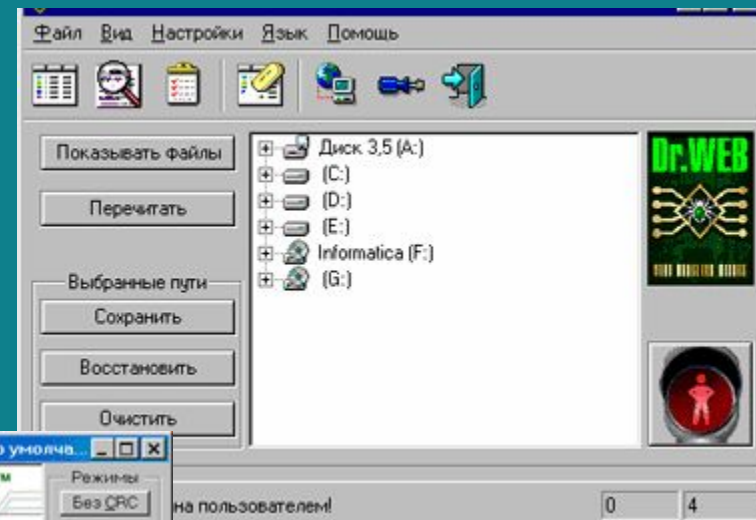 Файл Вид Настройки Язык Помощь
Показывать файлы
Перечитать
Выбранные пути
Сохранить
Восстановить
Очистить
Диск 3,5 (A:)
(C:)
(D:)
(E:)
Informatica (F:)
(G:)
Dr.WEB
о умолча...
Режимы
Без CRC
на пользователем!
0 4